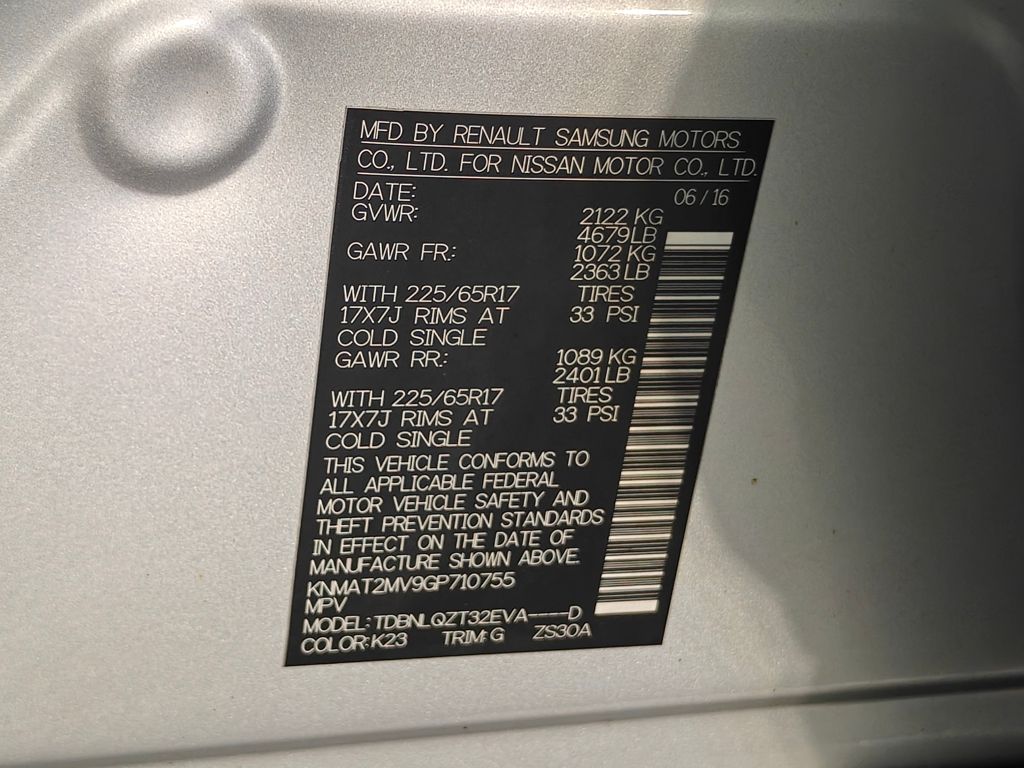 MFD BY RENAULT SAMSUNG MOTORS
CO., LTD. FOR NISSAN MOTOR CO., LTD.
DATE: 06 / 16
GVWR: 2122 KG
4679 LB
GAWR FR: 1072 KG
2363 LB
WITH 225/65R17 TIRES
17X7J RIMS AT 33 PSI
COLD SINGLE
GAWR RR: 1089 KG
2401 LB
WITH 225/65R17 TIRES
17X7J RIMS AT 33 PSI
COLD SINGLE
THIS VEHICLE CONFORMS TO
ALL APPLICABLE FEDERAL
MOTOR VEHICLE SAFETY AND
THEFT PREVENTION STANDARDS
IN EFFECT ON THE DATE OF
MANUFACTURE SHOWN ABOVE.
KNMAT2MV9GP710755
MPV
MODEL: TDBNLQZT32EVA----D
COLOR: K23 TRIM: G ZS30A